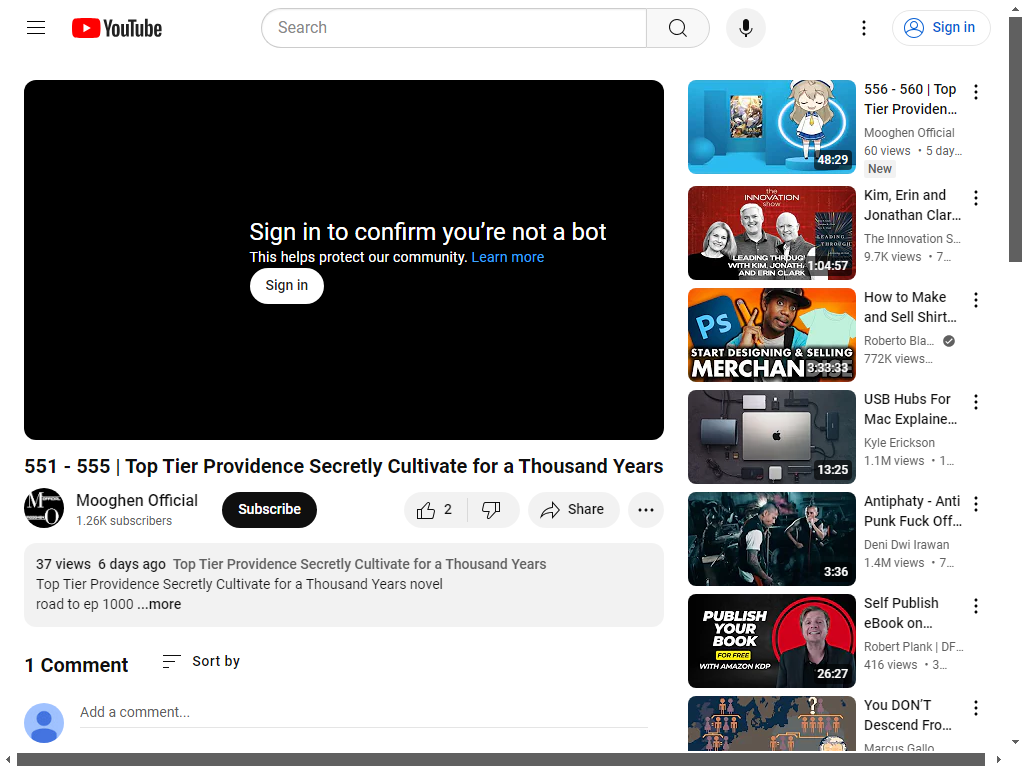 YouTube
Search
Sign in
Sign in to confirm you’re not a bot
This helps protect our community. Learn more
Sign in
551 - 555 | Top Tier Providence Secretly Cultivate for a Thousand Years
Mooghen Official
1.26K subscribers
Subscribe
2
Share
37 views 6 days ago Top Tier Providence Secretly Cultivate for a Thousand Years
Top Tier Providence Secretly Cultivate for a Thousand Years novel
road to ep 1000 ...more
1 Comment
Sort by
Add a comment...
48:29
556 - 560 | Top
Tier Providen…
Mooghen Official
60 views • 5 day…
New
the
INNOVATION
show
LEADING
THROUGH
LEADING THROUGH
WITH KIM, JONATH
AND ERIN CLARK
1:04:57
Kim, Erin and
Jonathan Clar…
The Innovation S…
9.7K views • 7…
Ps
START DESIGNING & SELLING
MERCHANDISE
3:33:33
How to Make
and Sell Shirt…
Roberto Bla…
772K views…
13:25
USB Hubs For
Mac Explaine…
Kyle Erickson
1.1M views • 1…
3:36
Antiphaty - Anti
Punk Fuck Off…
Deni Dwi Irawan
1.4M views • 7…
PUBLISH
YOUR
BOOK
FOR FREE
WITH AMAZON KDP
26:27
Self Publish
eBook on…
Robert Plank | DF…
416 views • 3…
?
You DON’T
Descend Fro…
Marcus Gallo